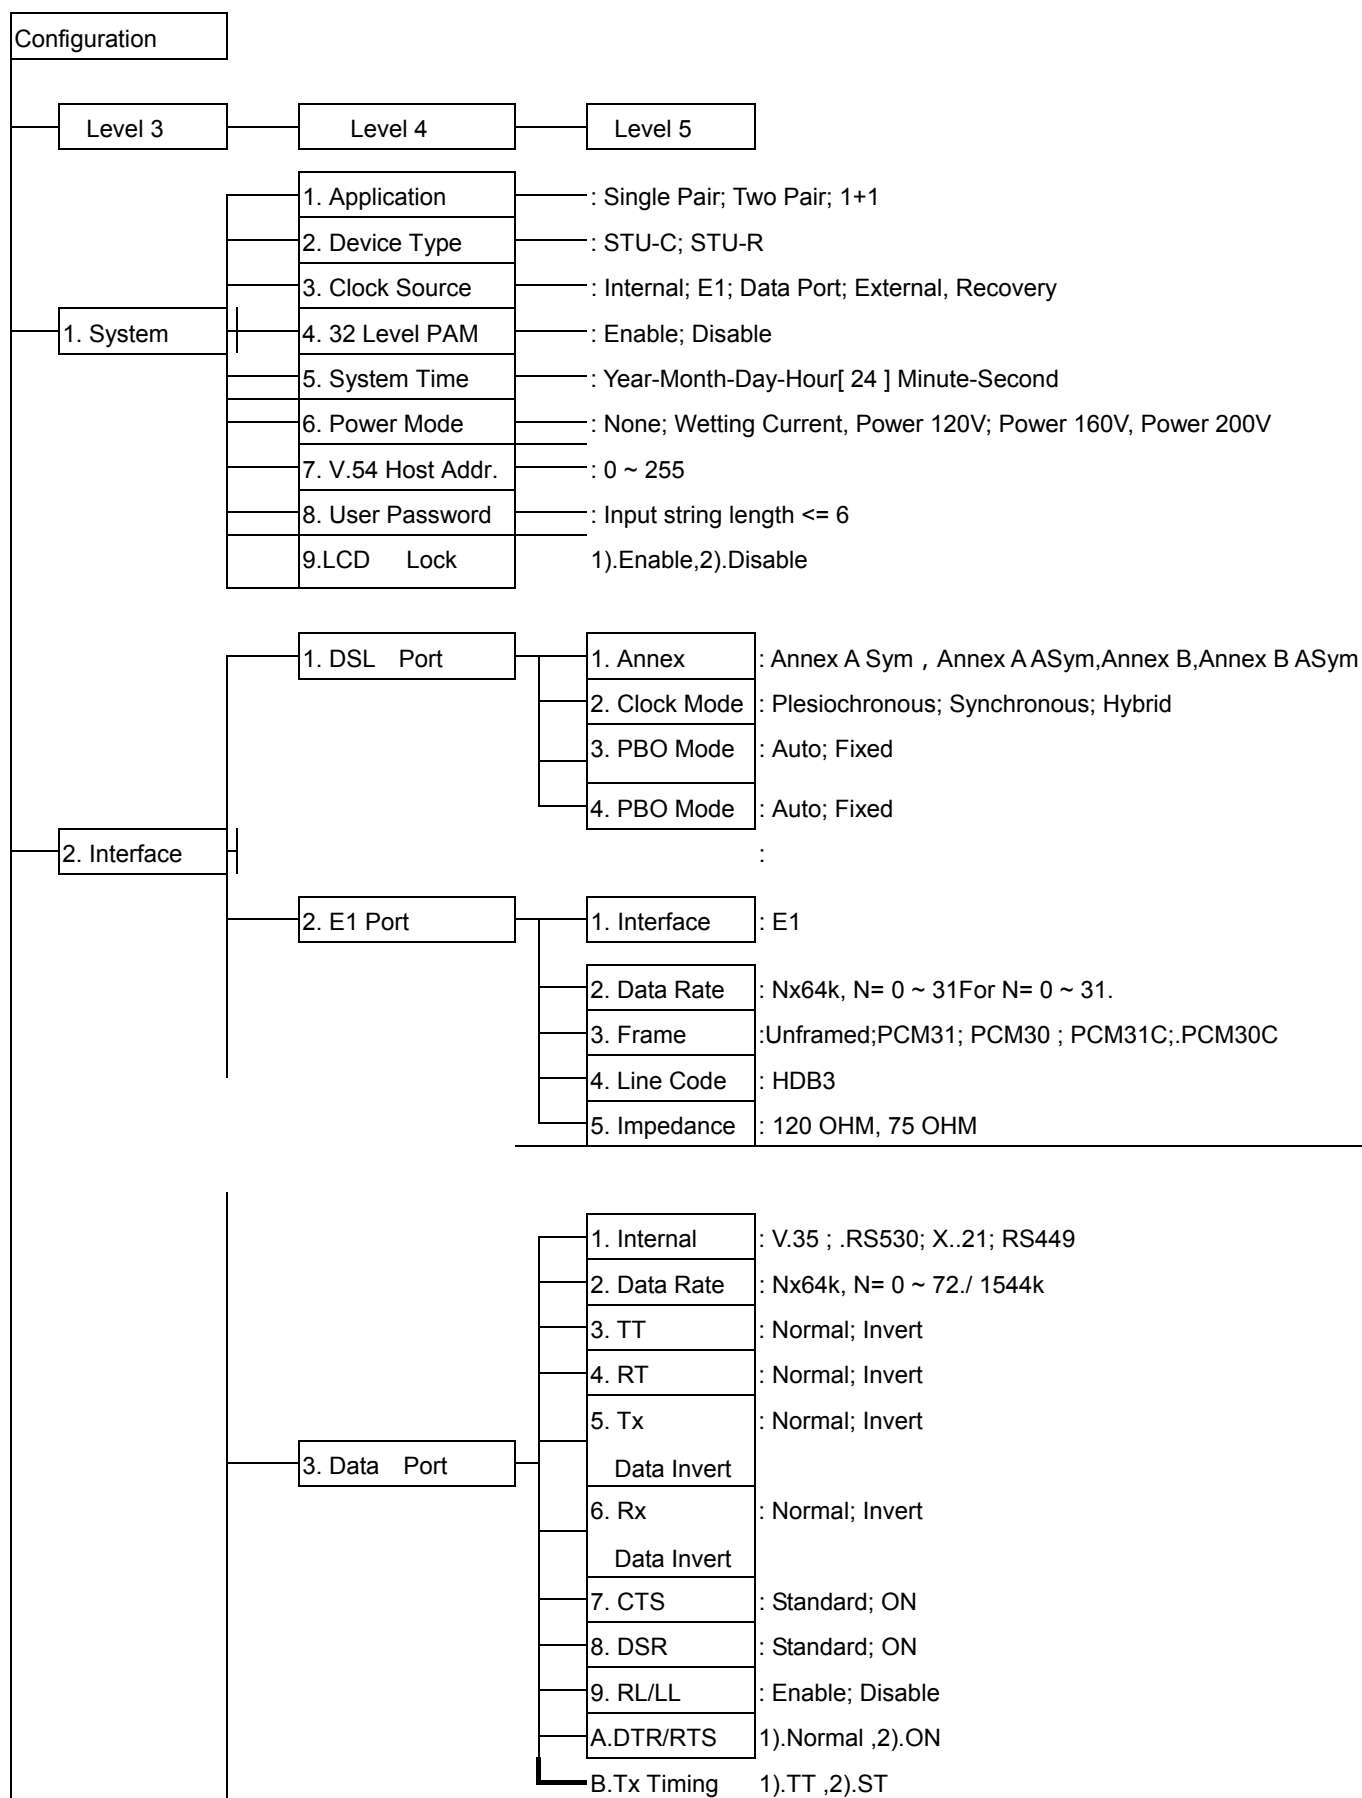 Configuration
Level 3 Level 4 Level 5
1. Application : Single Pair; Two Pair; 1+1
2. Device Type : STU-C; STU-R
3. Clock Source : Internal; E1; Data Port; External, Recovery
1. System 4. 32 Level PAM : Enable; Disable
5. System Time : Year-Month-Day-Hour[ 24 ] Minute-Second
6. Power Mode : None; Wetting Current, Power 120V; Power 160V, Power 200V
7. V.54 Host Addr. : 0 ~ 255
8. User Password : Input string length <= 6
9.LCD Lock 1).Enable,2).Disable
1. DSL Port 1. Annex : Annex A Sym , Annex A ASym,Annex B,Annex B ASym
2. Clock Mode : Plesiochronous; Synchronous; Hybrid
3. PBO Mode : Auto; Fixed
4. PBO Mode : Auto; Fixed
2. Interface :
2. E1 Port 1. Interface : E1
2. Data Rate : Nx64k, N= 0 ~ 31For N= 0 ~ 31.
3. Frame :Unframed;PCM31; PCM30 ; PCM31C;.PCM30C
4. Line Code : HDB3
5. Impedance : 120 OHM, 75 OHM
1. Internal : V.35 ; .RS530; X..21; RS449
2. Data Rate : Nx64k, N= 0 ~ 72./ 1544k
3. TT : Normal; Invert
4. RT : Normal; Invert
5. Tx : Normal; Invert
3. Data Port Data Invert
6. Rx : Normal; Invert
Data Invert
7. CTS : Standard; ON
8. DSR : Standard; ON
9. RL/LL : Enable; Disable
A.DTR/RTS 1).Normal ,2).ON
B.Tx Timing 1).TT ,2).ST